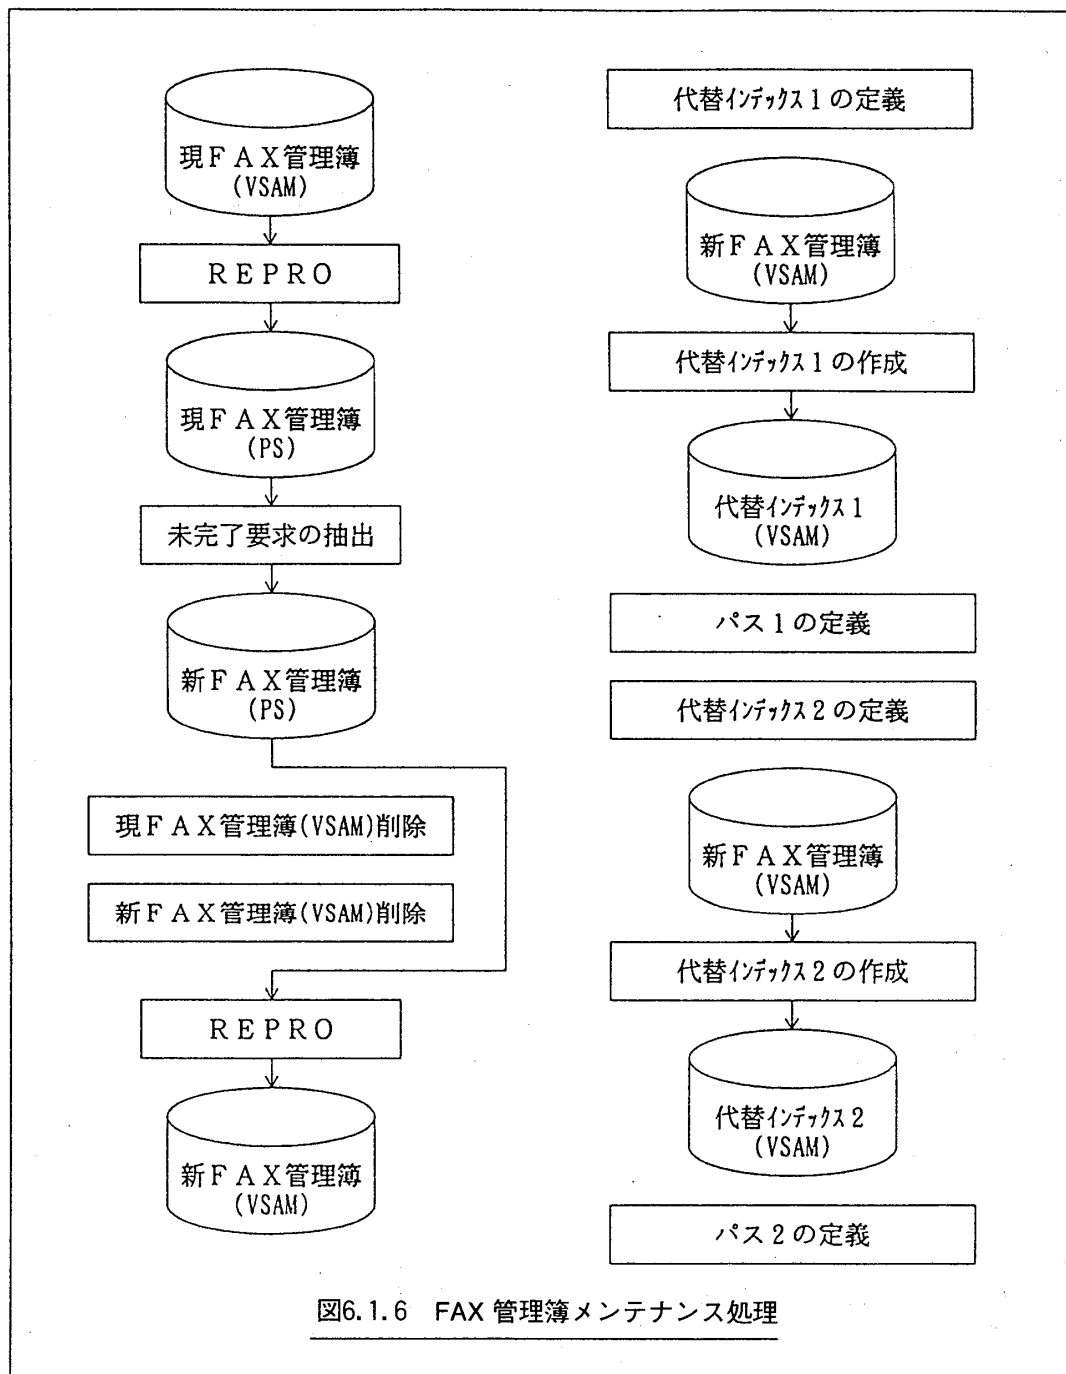 現ＦＡＸ管理簿
(VSAM)
ＲＥＰＲＯ
現ＦＡＸ管理簿
(PS)
未完了要求の抽出
新ＦＡＸ管理簿
(PS)
現ＦＡＸ管理簿(VSAM)削除
新ＦＡＸ管理簿(VSAM)削除
ＲＥＰＲＯ
新ＦＡＸ管理簿
(VSAM)
代替ｲﾝﾃﾞｯｸｽ１の定義
新ＦＡＸ管理簿
(VSAM)
代替ｲﾝﾃﾞｯｸｽ１の作成
代替ｲﾝﾃﾞｯｸｽ１
(VSAM)
パス１の定義
代替ｲﾝﾃﾞｯｸｽ２の定義
新ＦＡＸ管理簿
(VSAM)
代替ｲﾝﾃﾞｯｸｽ２の作成
代替ｲﾝﾃﾞｯｸｽ２
(VSAM)
パス２の定義
図6.1.6　FAX 管理簿メンテナンス処理